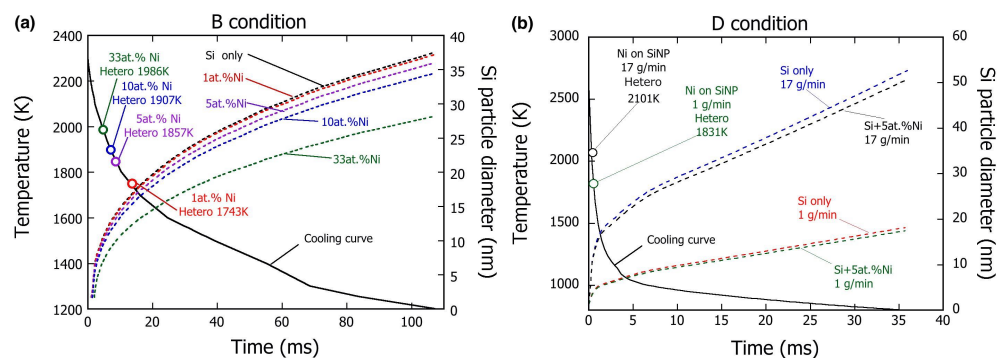 (a)
B condition
2400
2200
2000
1800
1600
1400
1200
Temperature (K)
0
20
40
60
80
100
Time (ms)
40
35
30
25
20
15
10
5
0
Si particle diameter (nm)
33at.% Ni
Hetero 1986K
10at.% Ni
Hetero 1907K
5at.% Ni
Hetero 1857K
1at.% Ni
Hetero 1743K
Si only
1at.%Ni
5at.%Ni
10at.%Ni
33at.%Ni
Cooling curve
(b)
D condition
3000
2500
2000
1500
1000
Temperature (K)
0
5
10
15
20
25
30
35
40
Time (ms)
60
50
40
30
20
10
0
Si particle diameter (nm)
Ni on SiNP
17 g/min
Hetero
2101K
Ni on SiNP
1 g/min
Hetero
1831K
Si only
17 g/min
Si+5at.%Ni
17 g/min
Si only
1 g/min
Si+5at.%Ni
1 g/min
Cooling curve